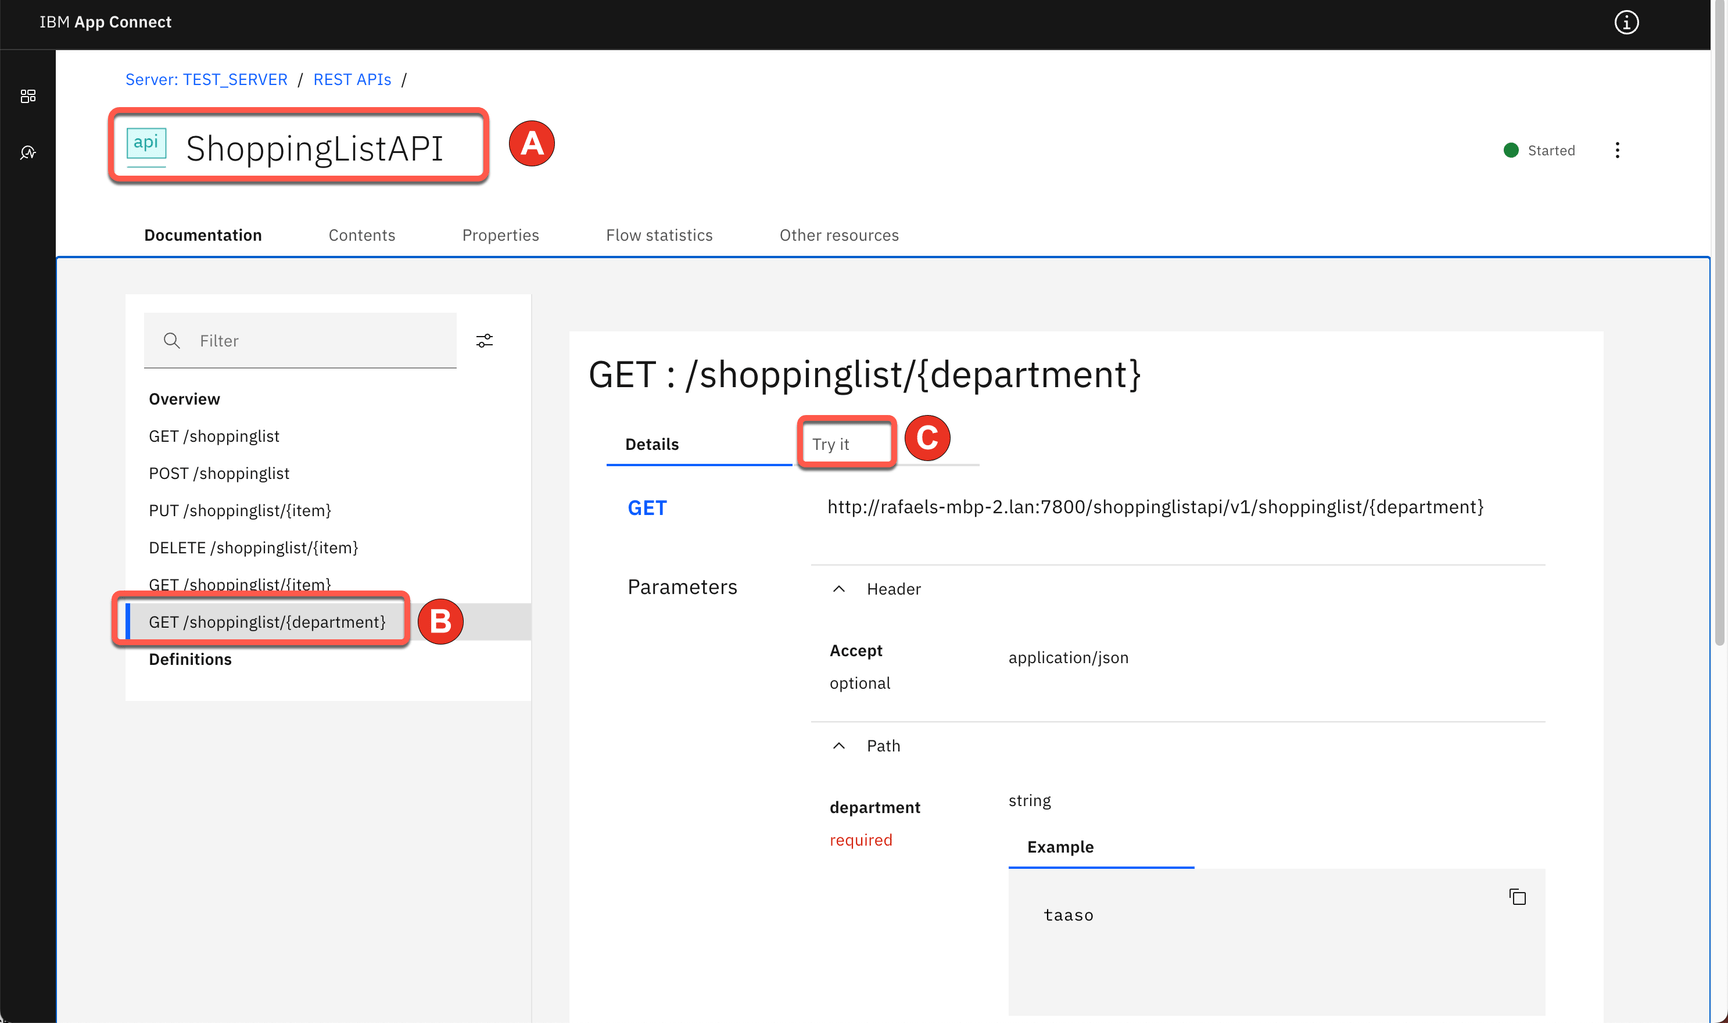 IBM App Connect
Server: TEST_SERVER / REST APIs /
api ShoppingListAPI A
Started
Documentation Contents Properties Flow statistics Other resources
Filter
Overview
GET /shoppinglist
POST /shoppinglist
PUT /shoppinglist/{item}
DELETE /shoppinglist/{item}
GET /shoppinglist/{item}
GET /shoppinglist/{department} B
Definitions
GET : /shoppinglist/{department}
Details Try it C
GET http://rafaels-mbp-2.lan:7800/shoppinglistapi/v1/shoppinglist/{department}
Parameters Header
Accept application/json
optional
Path
department string
required
Example
taaso